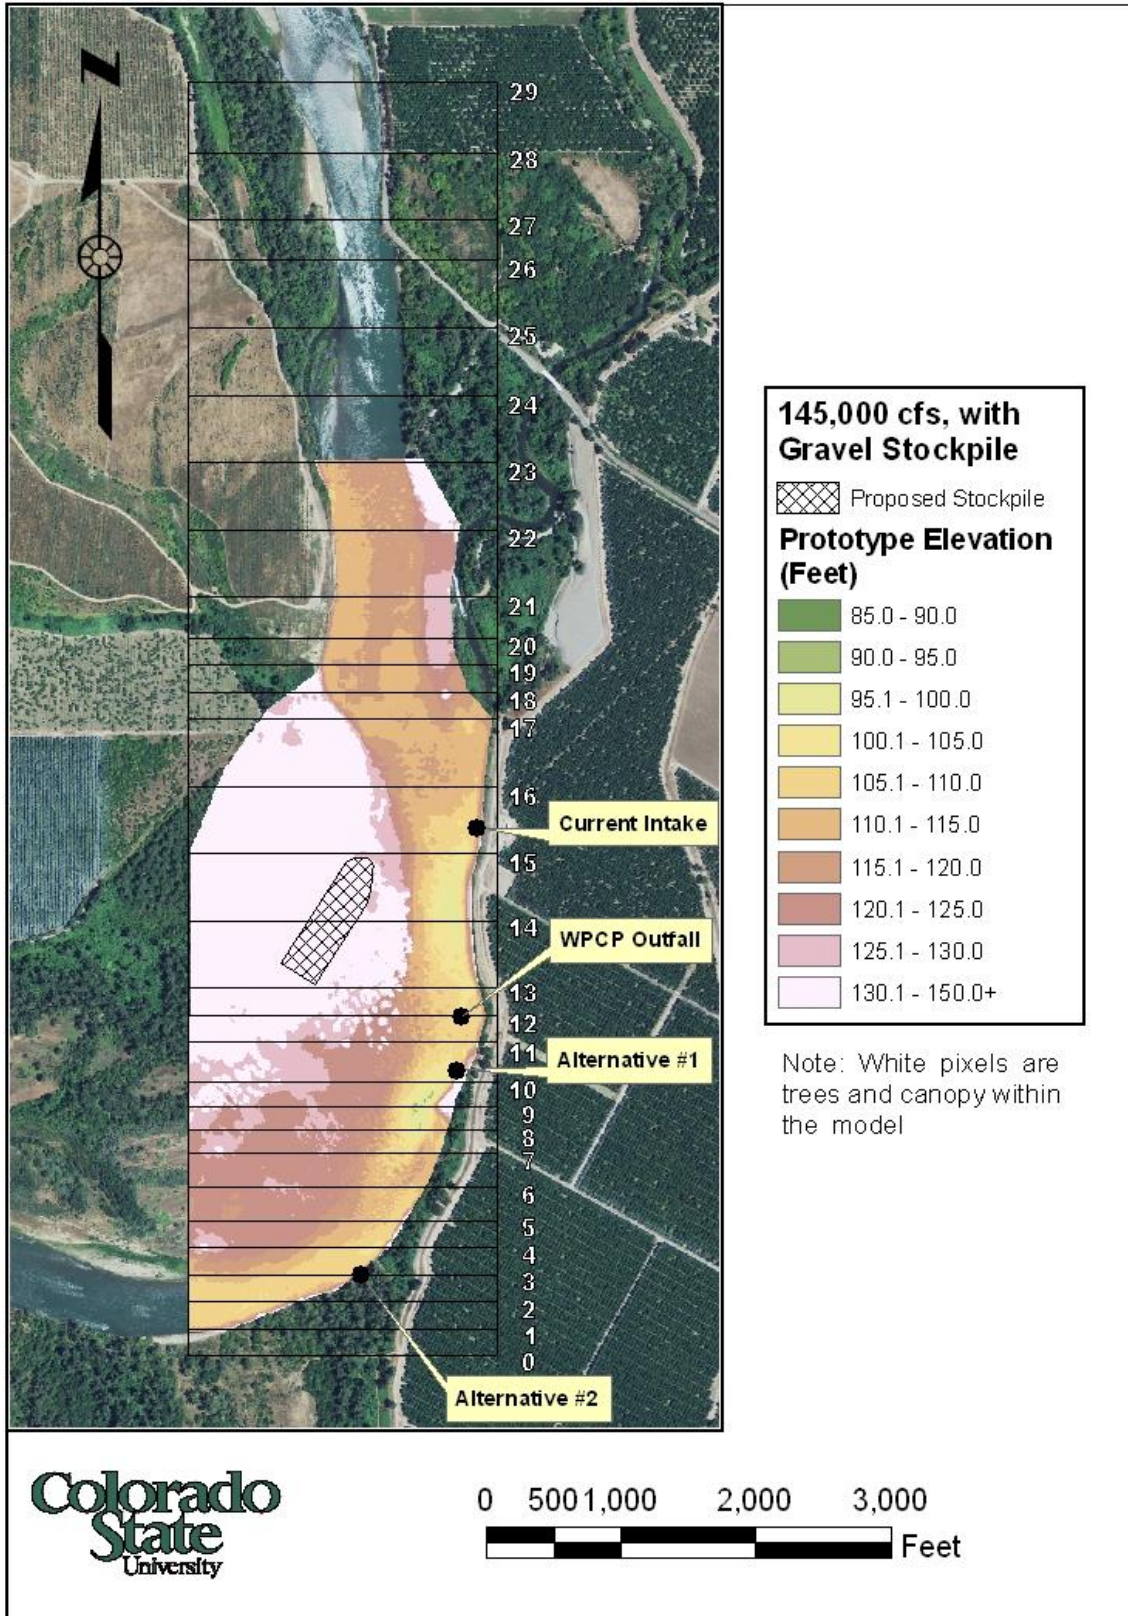 N
29
28
27
26
25
24
23
22
21
20
19
18
17
16
15
14
13
12
11
10
9
8
7
6
5
4
3
2
1
0
Current Intake
WPCP Outfall
Alternative #1
Alternative #2
145,000 cfs, with
Gravel Stockpile
Proposed Stockpile
Prototype Elevation
(Feet)
85.0 - 90.0
90.0 - 95.0
95.1 - 100.0
100.1 - 105.0
105.1 - 110.0
110.1 - 115.0
115.1 - 120.0
120.1 - 125.0
125.1 - 130.0
130.1 - 150.0+
Note: White pixels are
trees and canopy within
the model
Colorado
State
University
0 500 1,000 2,000 3,000
Feet